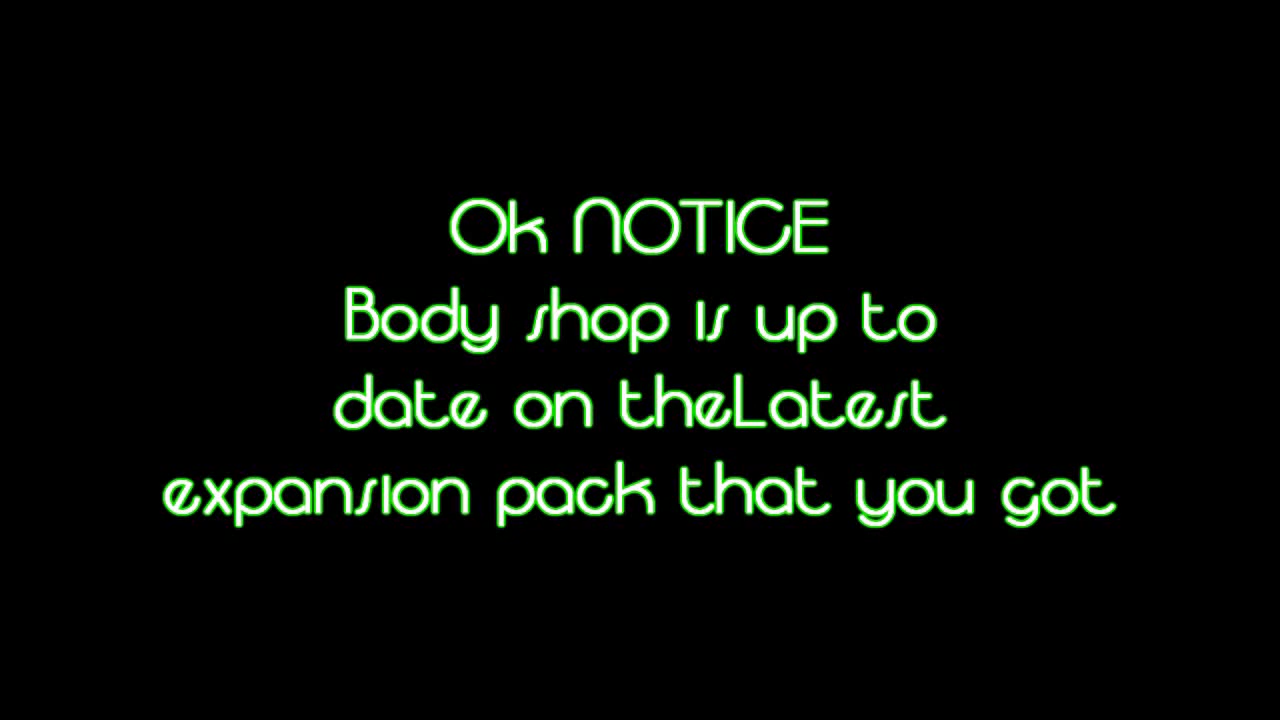 Ok NOTICE
Body shop is up to
date on theLatest
expansion pack that you got